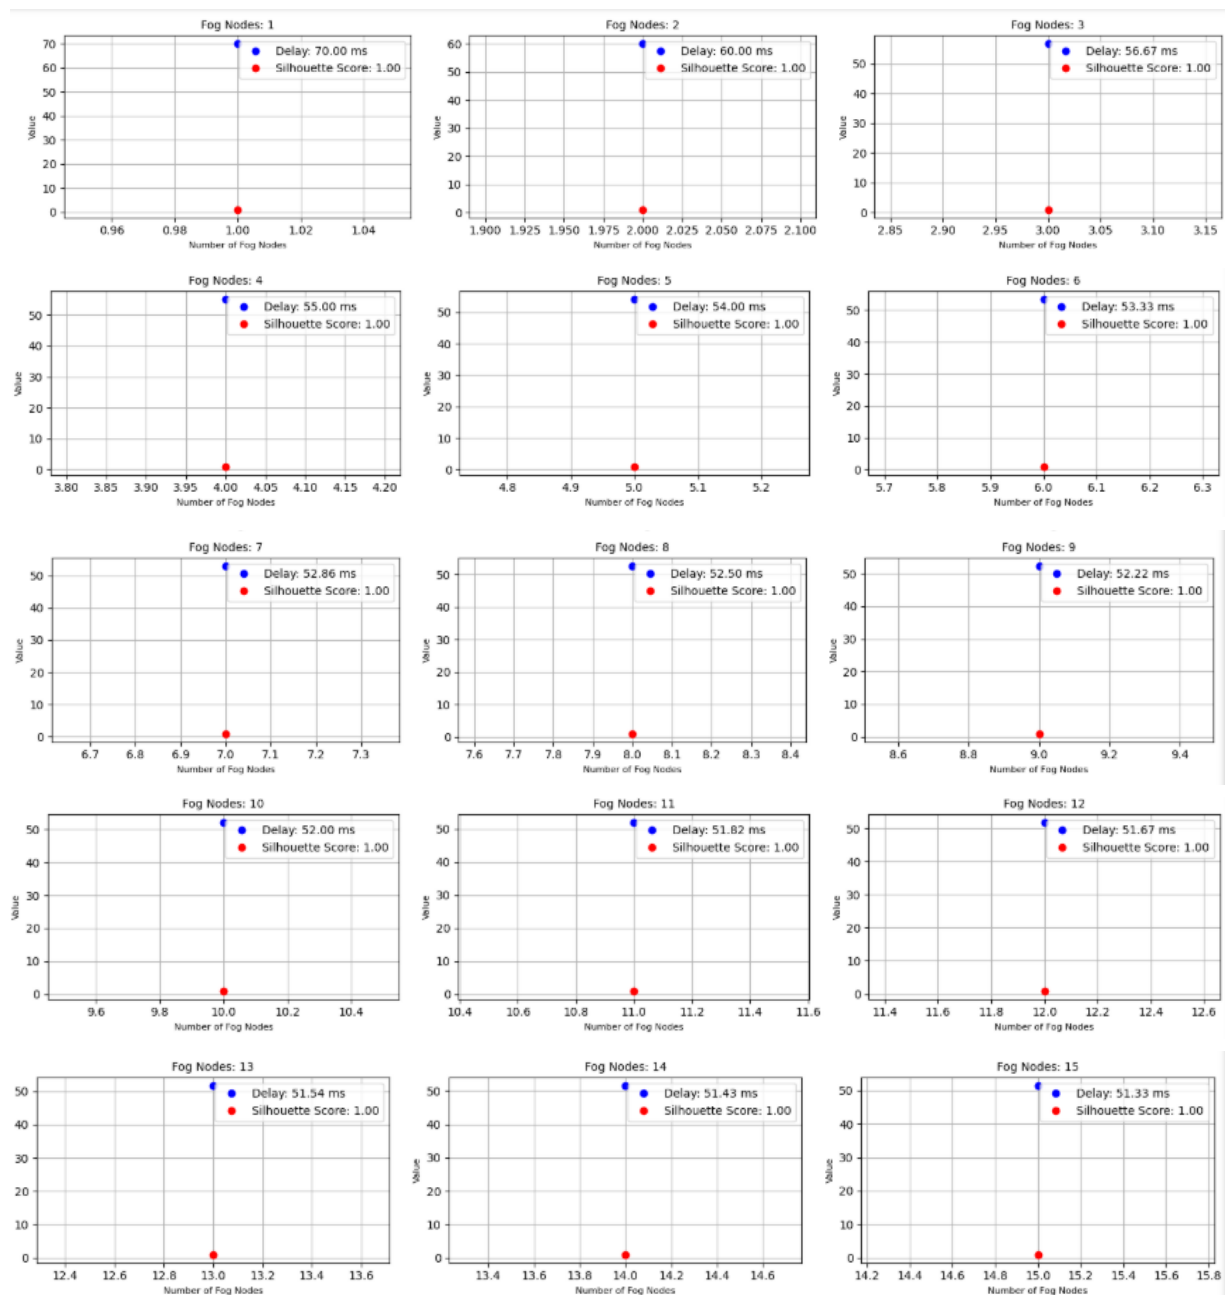 Fog Nodes: 1
Delay: 70.00 ms
Silhouette Score: 1.00
Value
70
60
50
40
30
20
10
0
0.96 0.98 1.00 1.02 1.04
Number of Fog Nodes
Fog Nodes: 2
Delay: 60.00 ms
Silhouette Score: 1.00
Value
60
50
40
30
20
10
0
1.900 1.925 1.950 1.975 2.000 2.025 2.050 2.075 2.100
Number of Fog Nodes
Fog Nodes: 3
Delay: 56.67 ms
Silhouette Score: 1.00
Value
50
40
30
20
10
0
2.85 2.90 2.95 3.00 3.05 3.10 3.15
Number of Fog Nodes
Fog Nodes: 4
Delay: 55.00 ms
Silhouette Score: 1.00
Value
50
40
30
20
10
0
3.80 3.85 3.90 3.95 4.00 4.05 4.10 4.15 4.20
Number of Fog Nodes
Fog Nodes: 5
Delay: 54.00 ms
Silhouette Score: 1.00
Value
50
40
30
20
10
0
4.8 4.9 5.0 5.1 5.2
Number of Fog Nodes
Fog Nodes: 6
Delay: 53.33 ms
Silhouette Score: 1.00
Value
50
40
30
20
10
0
5.7 5.8 5.9 6.0 6.1 6.2 6.3
Number of Fog Nodes
Fog Nodes: 7
Delay: 52.86 ms
Silhouette Score: 1.00
Value
50
40
30
20
10
0
6.7 6.8 6.9 7.0 7.1 7.2 7.3
Number of Fog Nodes
Fog Nodes: 8
Delay: 52.50 ms
Silhouette Score: 1.00
Value
50
40
30
20
10
0
7.6 7.7 7.8 7.9 8.0 8.1 8.2 8.3 8.4
Number of Fog Nodes
Fog Nodes: 9
Delay: 52.22 ms
Silhouette Score: 1.00
Value
50
40
30
20
10
0
8.6 8.8 9.0 9.2 9.4
Number of Fog Nodes
Fog Nodes: 10
Delay: 52.00 ms
Silhouette Score: 1.00
Value
50
40
30
20
10
0
9.6 9.8 10.0 10.2 10.4
Number of Fog Nodes
Fog Nodes: 11
Delay: 51.82 ms
Silhouette Score: 1.00
Value
50
40
30
20
10
0
10.4 10.6 10.8 11.0 11.2 11.4 11.6
Number of Fog Nodes
Fog Nodes: 12
Delay: 51.67 ms
Silhouette Score: 1.00
Value
50
40
30
20
10
0
11.4 11.6 11.8 12.0 12.2 12.4 12.6
Number of Fog Nodes
Fog Nodes: 13
Delay: 51.54 ms
Silhouette Score: 1.00
Value
50
40
30
20
10
0
12.4 12.6 12.8 13.0 13.2 13.4 13.6
Number of Fog Nodes
Fog Nodes: 14
Delay: 51.43 ms
Silhouette Score: 1.00
Value
50
40
30
20
10
0
13.4 13.6 13.8 14.0 14.2 14.4 14.6
Number of Fog Nodes
Fog Nodes: 15
Delay: 51.33 ms
Silhouette Score: 1.00
Value
50
40
30
20
10
0
14.2 14.4 14.6 14.8 15.0 15.2 15.4 15.6 15.8
Number of Fog Nodes